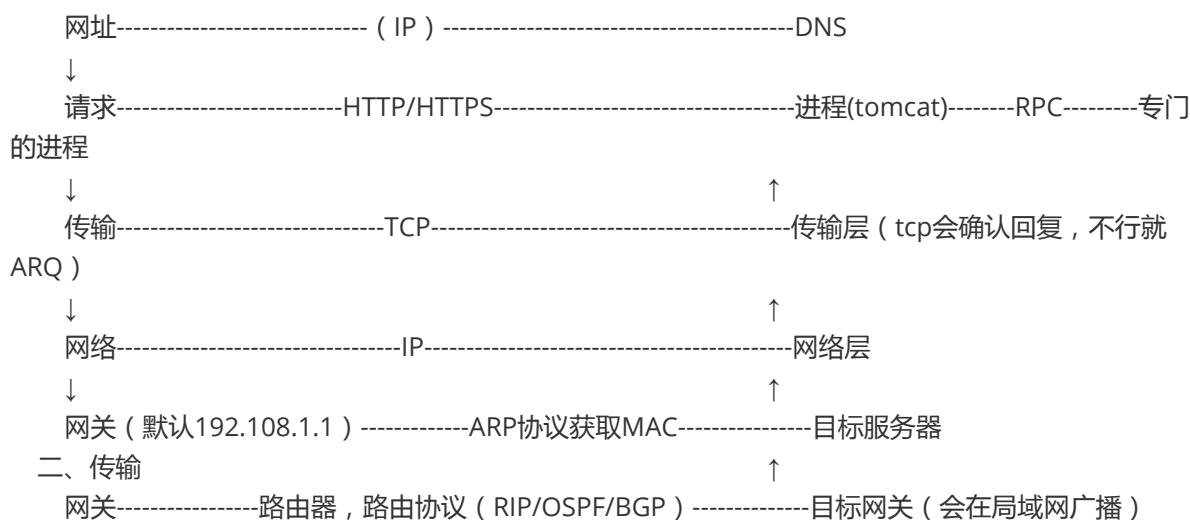 网址------------------------------（IP）------------------------------------------DNS
↓
请求---------------------------HTTP/HTTPS------------------------------------进程(tomcat)--------RPC---------专门
的进程
↓ ↑
传输--------------------------------TCP-------------------------------------------传输层（tcp会确认回复，不行就
ARQ）
↓ ↑
网络----------------------------------IP--------------------------------------------网络层
↓ ↑
网关（默认192.108.1.1）-------------ARP协议获取MAC----------------目标服务器
二、传输 ↑
网关-----------------路由器，路由协议（RIP/OSPF/BGP）--------------目标网关（会在局域网广播）